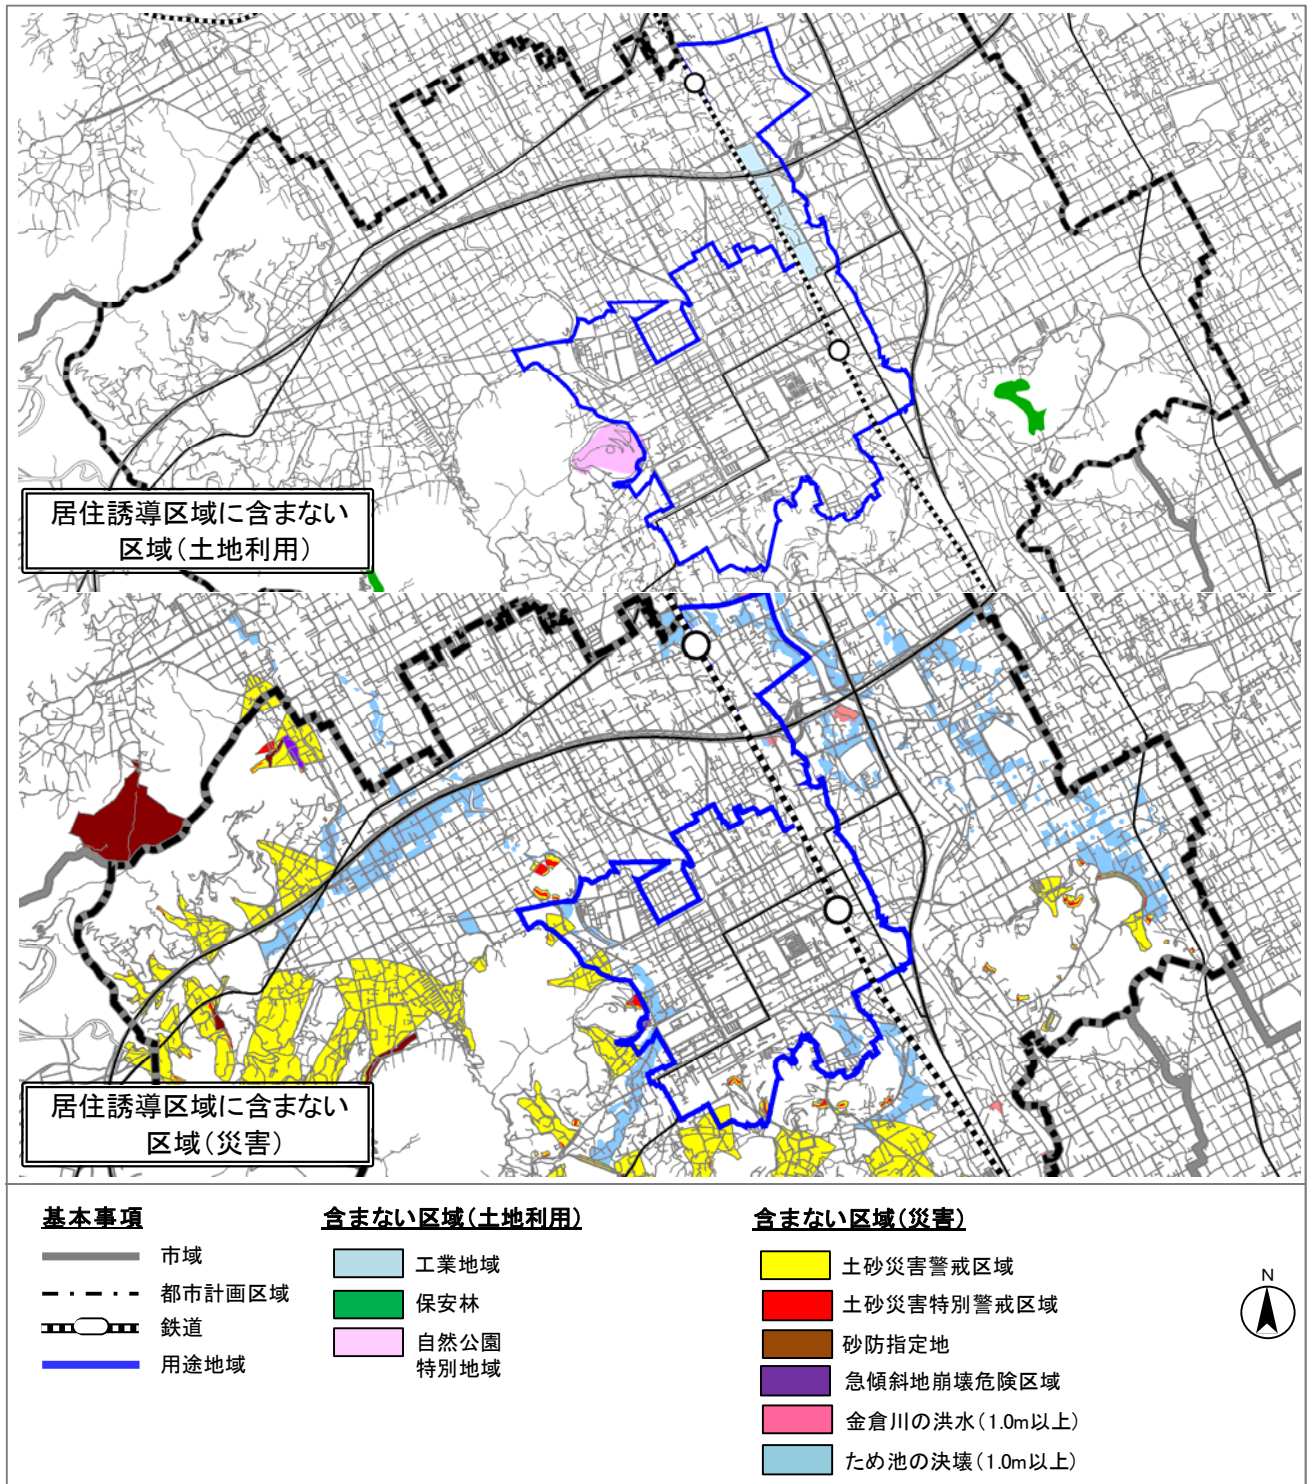 居住誘導区域に含まない
区域(土地利用)
居住誘導区域に含まない
区域(災害)
基本事項
市域
都市計画区域
鉄道
用途地域
含まない区域(土地利用)
工業地域
保安林
自然公園
特別地域
含まない区域(災害)
土砂災害警戒区域
土砂災害特別警戒区域
砂防指定地
急傾斜地崩壊危険区域
金倉川の洪水(1.0m以上)
ため池の決壊(1.0m以上)
N